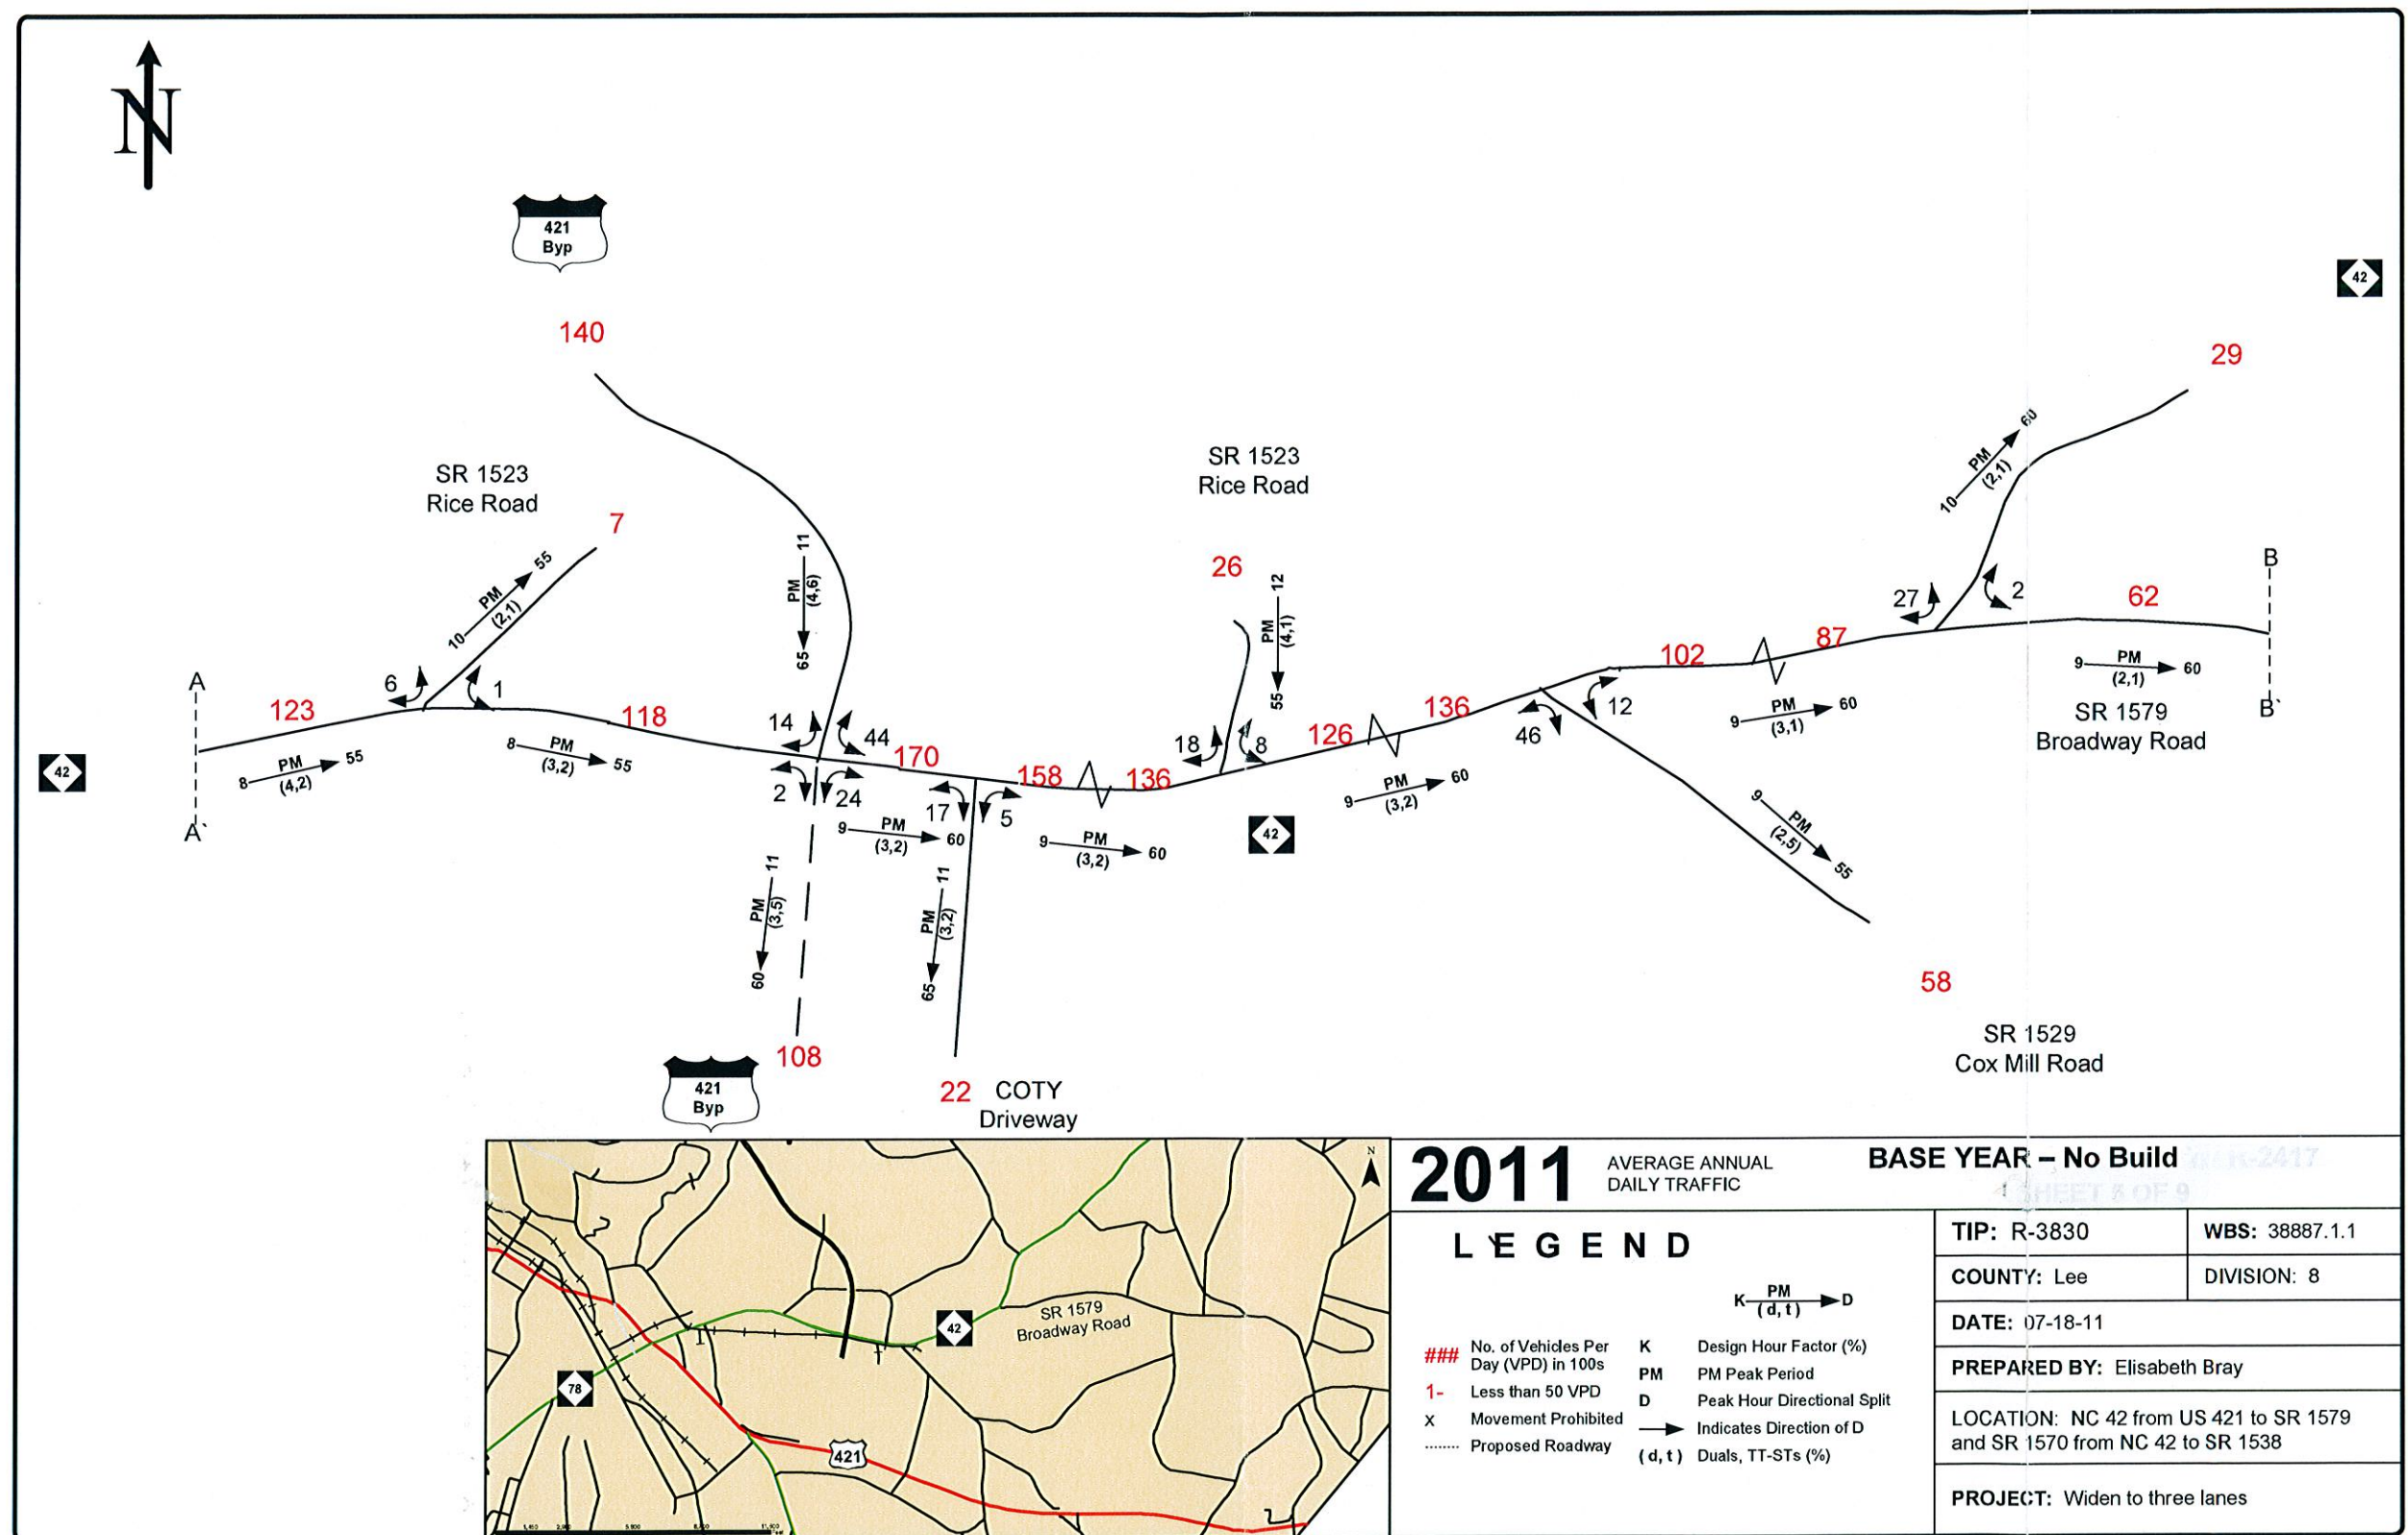 N
421
Byp
42
140
29
SR 1523
Rice Road
SR 1523
Rice Road
7
26
10 PM 60
(2,1)
11 PM 65
(4,6)
12 PM 55
(4,1)
10 PM 55
(2,1)
B
27
2
62
A
6
1
123
118
14
44
170
158
136
18
8
126
136
102
87
12
46
9 PM 60
(2,1)
SR 1579
Broadway Road
B`
9 PM 60
(3,1)
42
8 PM 55
(4,2)
8 PM 55
(3,2)
A`
2
24
17
5
9 PM 60
(3,2)
9 PM 60
(3,2)
9 PM 60
(3,2)
42
11 PM 60
(3,5)
11 PM 65
(3,2)
9 PM 55
(2,5)
58
SR 1529
Cox Mill Road
108
421
Byp
22
COTY
Driveway
N
42
SR 1579
Broadway Road
78
421
2011
AVERAGE ANNUAL
DAILY TRAFFIC
BASE YEAR – No Build
R-2417
SHEET 5 OF 9
LEGEND
K PM D
(d, t)
### No. of Vehicles Per
Day (VPD) in 100s
1- Less than 50 VPD
X Movement Prohibited
Proposed Roadway
K Design Hour Factor (%)
PM PM Peak Period
D Peak Hour Directional Split
Indicates Direction of D
(d, t) Duals, TT-STs (%)
TIP: R-3830
WBS: 38887.1.1
COUNTY: Lee
DIVISION: 8
DATE: 07-18-11
PREPARED BY: Elisabeth Bray
LOCATION: NC 42 from US 421 to SR 1579
and SR 1570 from NC 42 to SR 1538
PROJECT: Widen to three lanes